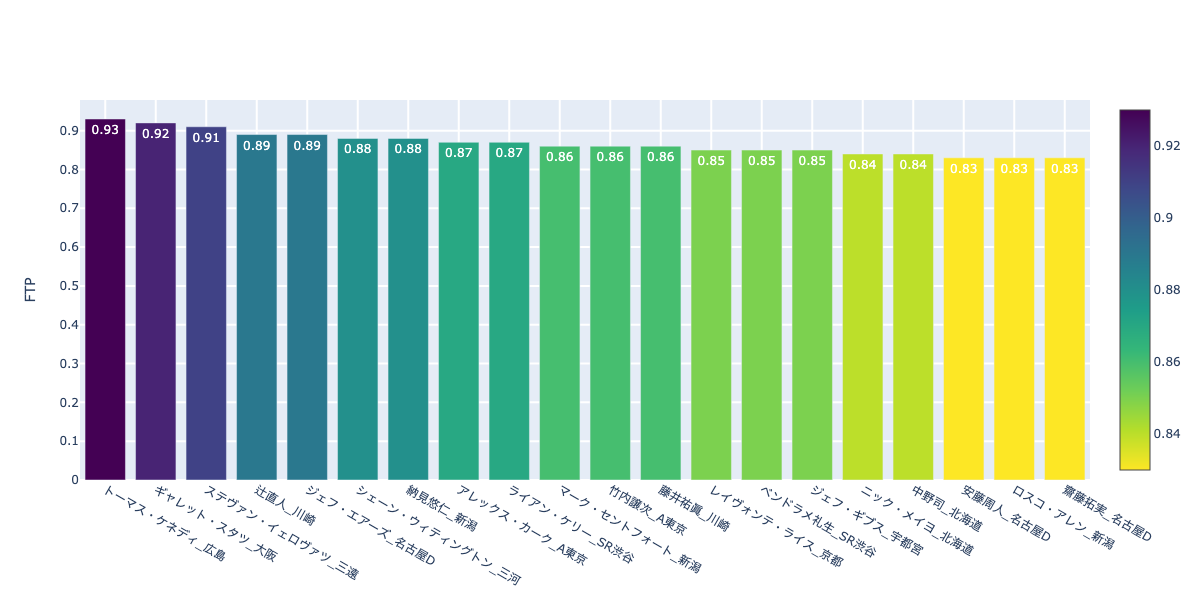 FTP
0.9
0.8
0.7
0.6
0.5
0.4
0.3
0.2
0.1
0
0.93
0.92
0.91
0.89
0.89
0.88
0.88
0.87
0.87
0.86
0.86
0.86
0.85
0.85
0.85
0.84
0.84
0.83
0.83
0.83
トーマス・ケネディ_広島
ギャレット・スタツ_大阪
ステヴァン・イェロヴァツ_三遠
辻直人_川崎
ジェフ・エアーズ_名古屋D
シェーン・ウィティングトン_三河
納見悠仁_新潟
アレックス・カーク_A東京
ライアン・ケリー_SR渋谷
マーク・セントフォート_新潟
竹内譲次_A東京
藤井祐眞_川崎
レイヴォンテ・ライス_京都
ベンドラメ礼生_SR渋谷
ジェフ・ギブス_宇都宮
ニック・メイヨ_北海道
中野司_北海道
安藤周人_名古屋D
ロスコ・アレン_新潟
齋藤拓実_名古屋D
0.92
0.9
0.88
0.86
0.84